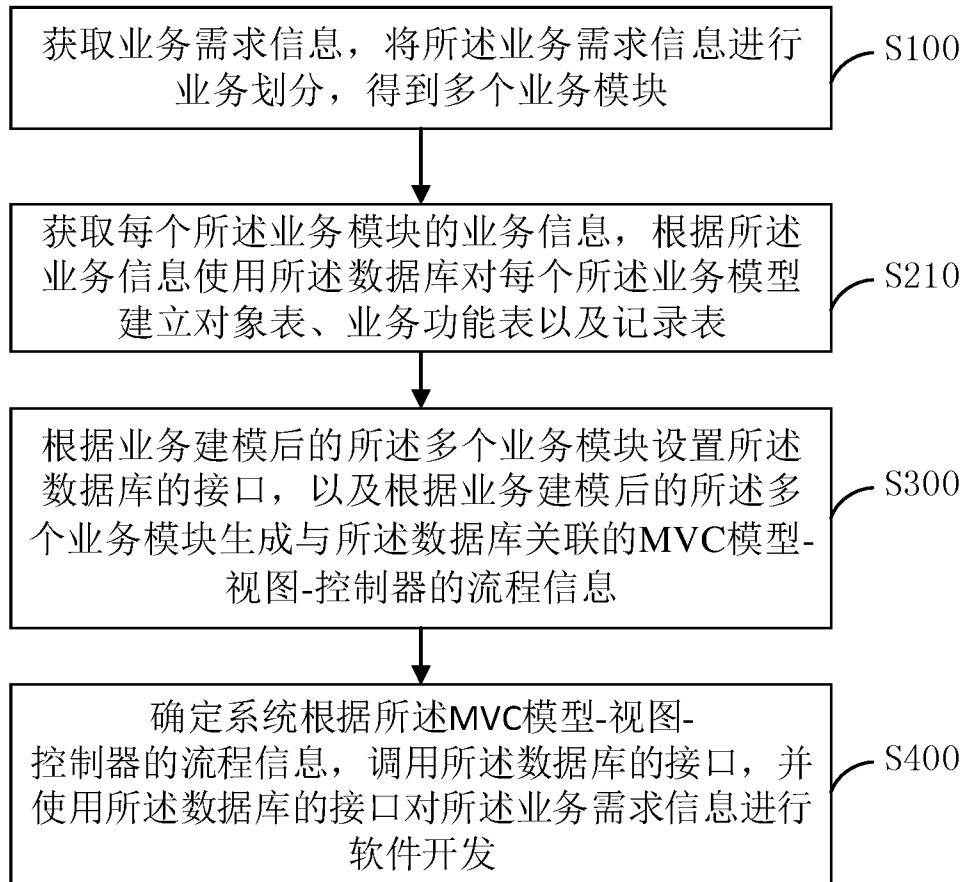 获取业务需求信息，将所述业务需求信息进行
业务划分，得到多个业务模块
S100
获取每个所述业务模块的业务信息，根据所述
业务信息使用所述数据库对每个所述业务模型
建立对象表、业务功能表以及记录表
S210
根据业务建模后的所述多个业务模块设置所述
数据库的接口，以及根据业务建模后的所述多
个业务模块生成与所述数据库关联的MVC模型-
视图-控制器的流程信息
S300
确定系统根据所述MVC模型-视图-
控制器的流程信息，调用所述数据库的接口，并
使用所述数据库的接口对所述业务需求信息进行
软件开发
S400